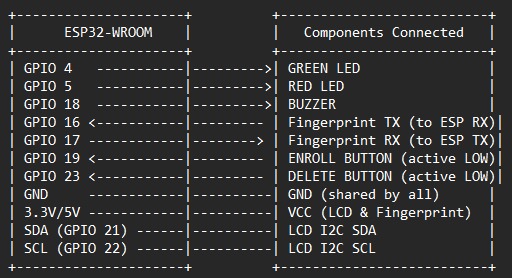 +---------------------+          +--------------------------+
|      ESP32-WROOM    |          |   Components Connected   |
+---------------------+          +--------------------------+
| GPIO 4   -----------|--------->| GREEN LED                |
| GPIO 5   -----------|--------->| RED LED                  |
| GPIO 18  -----------|--------->| BUZZER                   |
| GPIO 16 <-----------|--------- | Fingerprint TX (to ESP RX)|
| GPIO 17  -----------|--------> | Fingerprint RX (to ESP TX)|
| GPIO 19 <-----------|--------- | ENROLL BUTTON (active LOW)|
| GPIO 23 <-----------|--------- | DELETE BUTTON (active LOW)|
| GND     ------------|----------| GND (shared by all)      |
| 3.3V/5V ------------|----------| VCC (LCD & Fingerprint)  |
| SDA (GPIO 21) ------|----------| LCD I2C SDA              |
| SCL (GPIO 22) ------|----------| LCD I2C SCL              |
+---------------------+          +--------------------------+